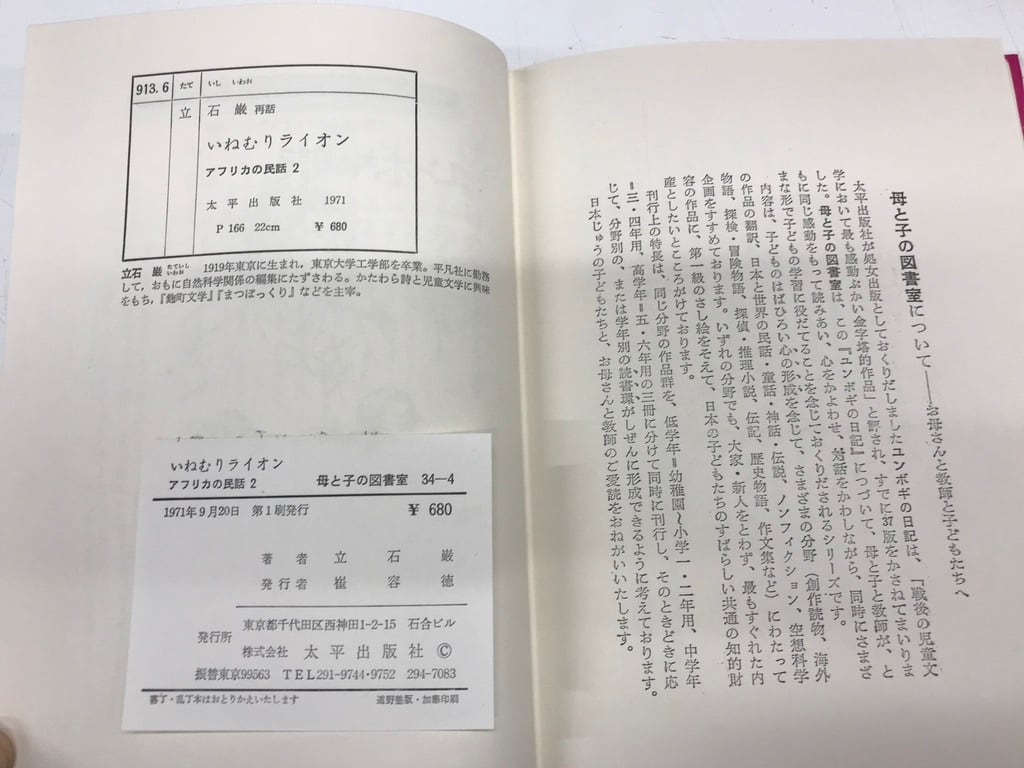 913.6 たて いし いわお
立 石 巌 再話
いねむりライオン
アフリカの民話 2
太平出版社 1971
P 166 22cm ￥680
立石 巌 たていし いわお 1919年東京に生まれ，東京大学工学部を卒業。平凡社に勤務
して，おもに自然科学関係の編集にたずさわる。かたわら詩と児童文学に興味
をもち，『麴町文学』『まつぼっくり』などを主宰。
いねむりライオン
アフリカの民話 2 母と子の図書室 34―4
1971年9月20日 第1刷発行 ￥ 680
著者 立石 巌
発行者 崔容徳
東京都千代田区西神田1-2-15 石合ビル
発行所
株式会社 太平出版社 Ⓒ
振替東京99563 TEL291-9744・9752 294-7083
落丁・乱丁本はおとりかえいたします 道野整版・加藤印刷
母と子の図書室について――お母さんと教師と子どもたちへ
太平出版社が処女出版としておくりだしましたユンボギの日記は、「戦後の児童文
学において最も感動ぶかい金字塔的作品」と評され、すでに37版をかさねてまいりま
した。母と子の図書室は、この『ユンボギの日記』につづいて、母と子と教師が、と
もに同じ感動をもって読みあい、心をかよわせ、対話をかわしながら、同時にさまざ
まな形で子どもの学習に役だてることを念じておくりだされるシリーズです。
内容は、子どものはばひろい心の形成を念じて、さまざまの分野（創作読物、海外
の作品の翻訳、日本と世界の民話・童話・神話・伝説、ノンフィクション、空想科学
物語、探検・冒険物語、探偵・推理小説、伝記、歴史物語、作文集など）にわたって
企画をすすめております。いずれの分野でも、大家・新人をとわず、最もすぐれた内
容の作品に、第一級のさし絵をそえて、日本の子どもたちのすばらしい共通の知的財
産としたいとこころがけております。
刊行上の特長は、同じ分野の作品群を、低学年＝幼稚園〜小学一・二年用、中学年
＝三・四年用、高学年＝五・六年用の三冊に分けて同時に刊行し、そのときどきに応
じて、分野別の、または学年別の読書環がしぜんに形成できるように考えております。
日本じゅうの子どもたちと、お母さんと教師のご愛読をおねがいいたします。